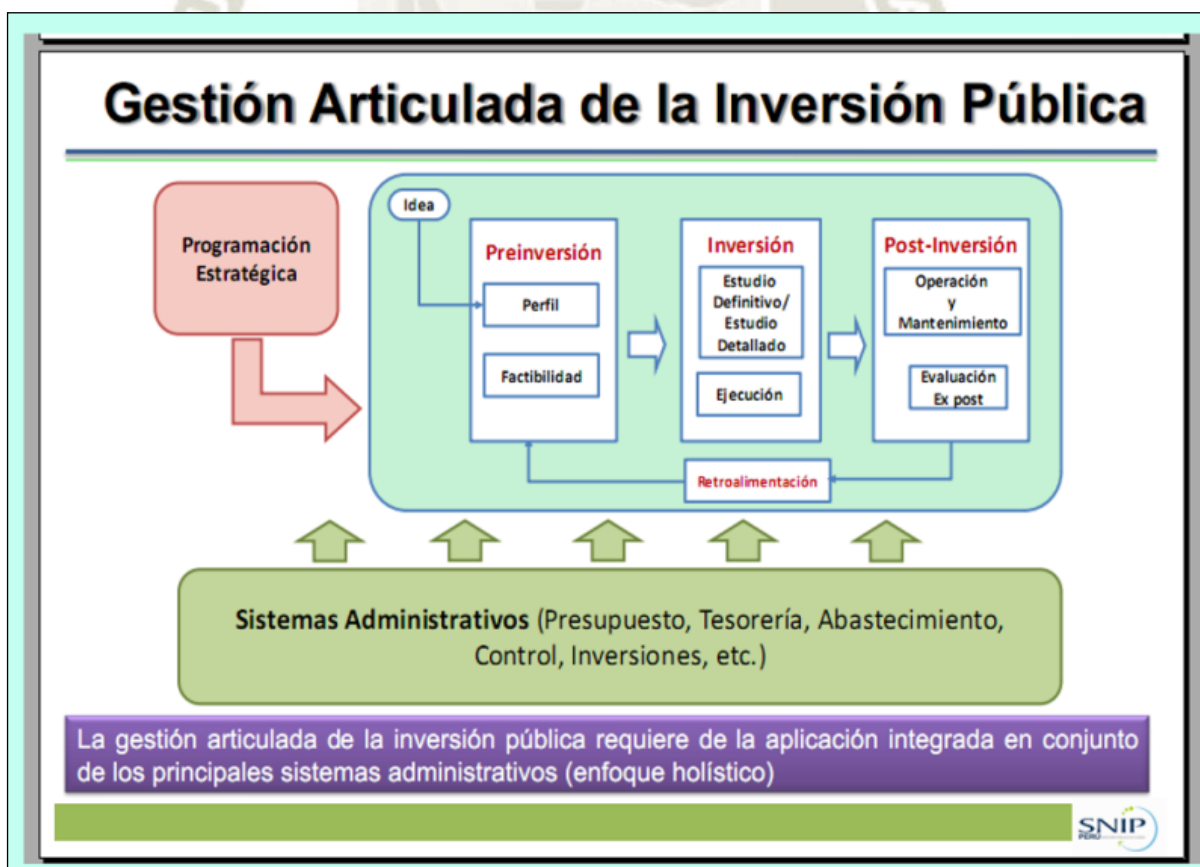 Gestión Articulada de la Inversión Pública
Programación
Estratégica
Idea
Preinversión
Perfil
Factibilidad
Inversión
Estudio
Definitivo/
Estudio
Detallado
Ejecución
Post-Inversión
Operación
y
Mantenimiento
Evaluación
Ex post
Retroalimentación
Sistemas Administrativos (Presupuesto, Tesorería, Abastecimiento,
Control, Inversiones, etc.)
La gestión articulada de la inversión pública requiere de la aplicación integrada en conjunto
de los principales sistemas administrativos (enfoque holístico)
SNIP
PERÚ